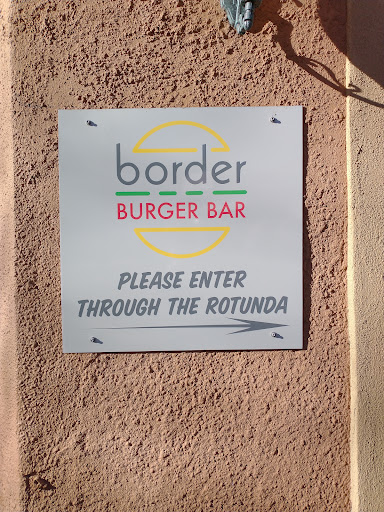 border
BURGER BAR
PLEASE ENTER
THROUGH THE ROTUNDA